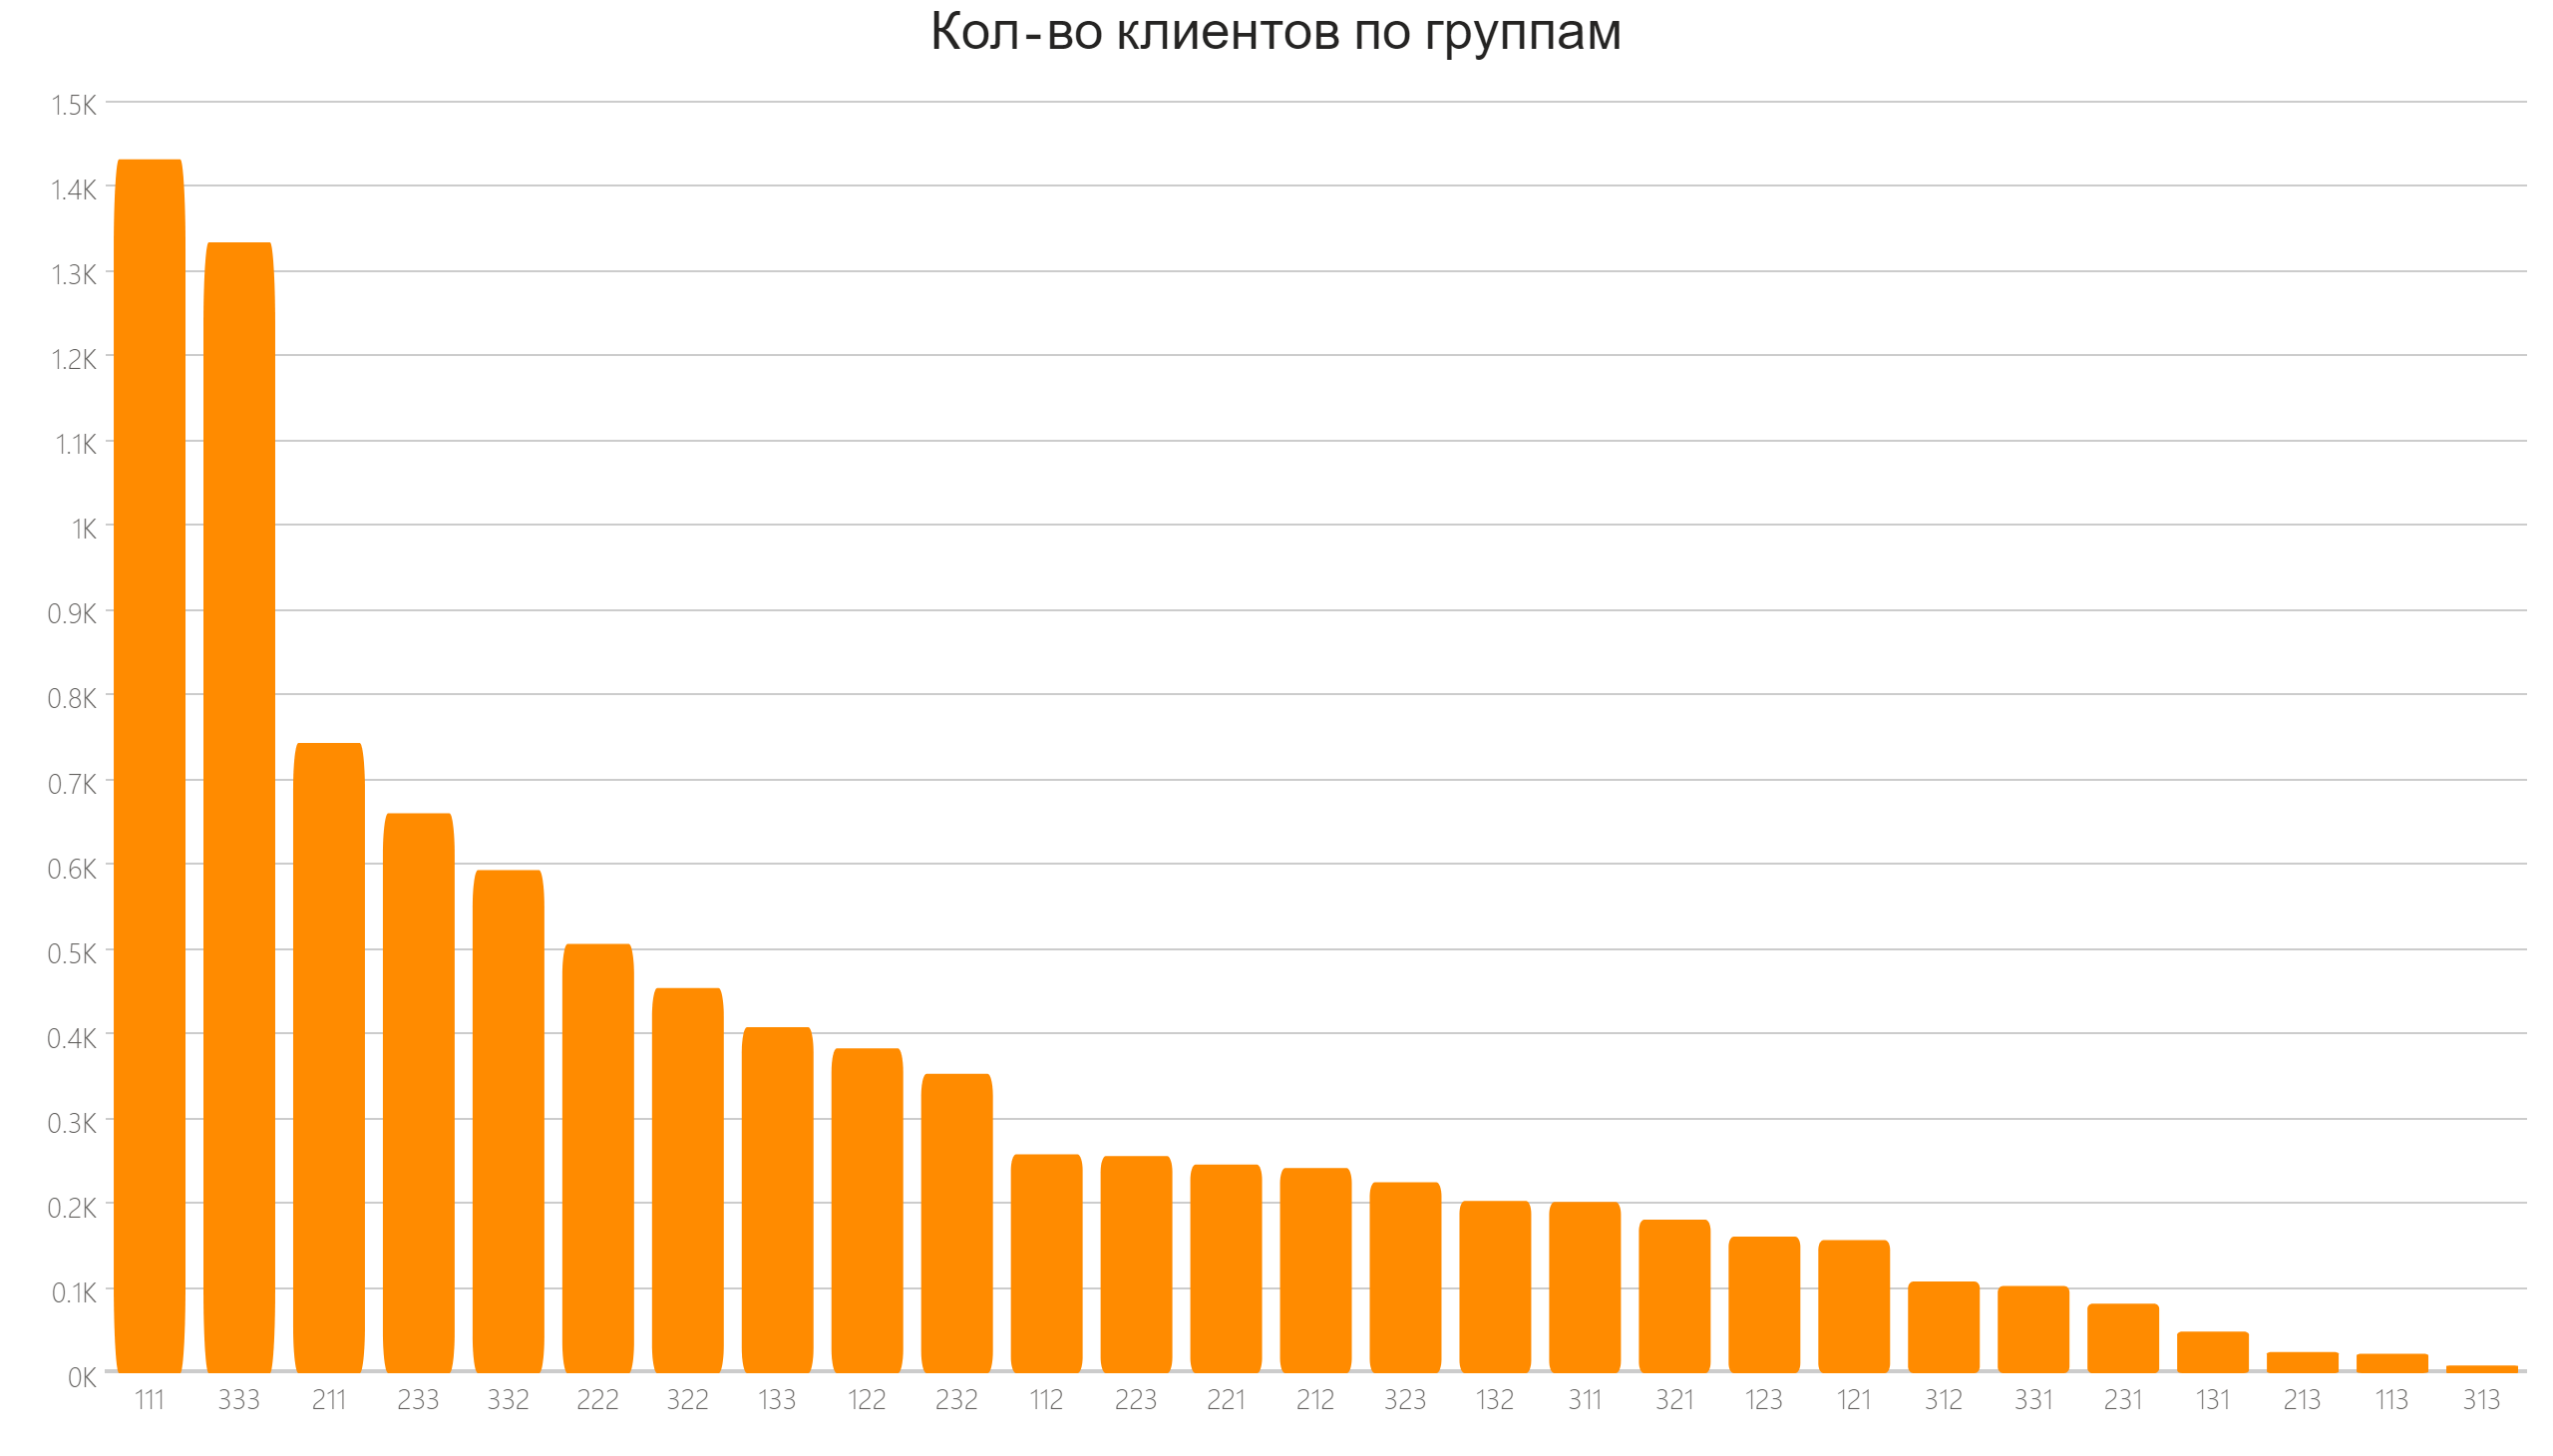 Кол-во клиентов по группам
1.5K
1.4K
1.3K
1.2K
1.1K
1K
0.9K
0.8K
0.7K
0.6K
0.5K
0.4K
0.3K
0.2K
0.1K
0K
111 333 211 233 332 222 322 133 122 232 112 223 221 212 323 132 311 321 123 121 312 331 231 131 213 113 313